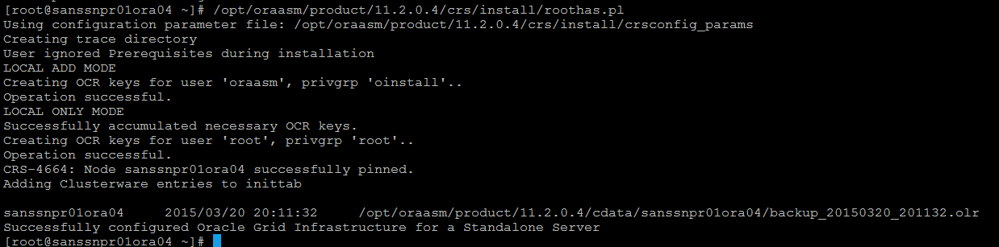 [root@sanssnpr01ora04 ~]# /opt/oraasm/product/11.2.0.4/crs/install/roothas.pl
Using configuration parameter file: /opt/oraasm/product/11.2.0.4/crs/install/crsconfig_params
Creating trace directory
User ignored Prerequisites during installation
LOCAL ADD MODE
Creating OCR keys for user 'oraasm', privgrp 'oinstall'..
Operation successful.
LOCAL ONLY MODE
Successfully accumulated necessary OCR keys.
Creating OCR keys for user 'root', privgrp 'root'..
Operation successful.
CRS-4664: Node sanssnpr01ora04 successfully pinned.
Adding Clusterware entries to inittab
sanssnpr01ora04     2015/03/20 20:11:32     /opt/oraasm/product/11.2.0.4/cdata/sanssnpr01ora04/backup_20150320_201132.olr
Successfully configured Oracle Grid Infrastructure for a Standalone Server
[root@sanssnpr01ora04 ~]#